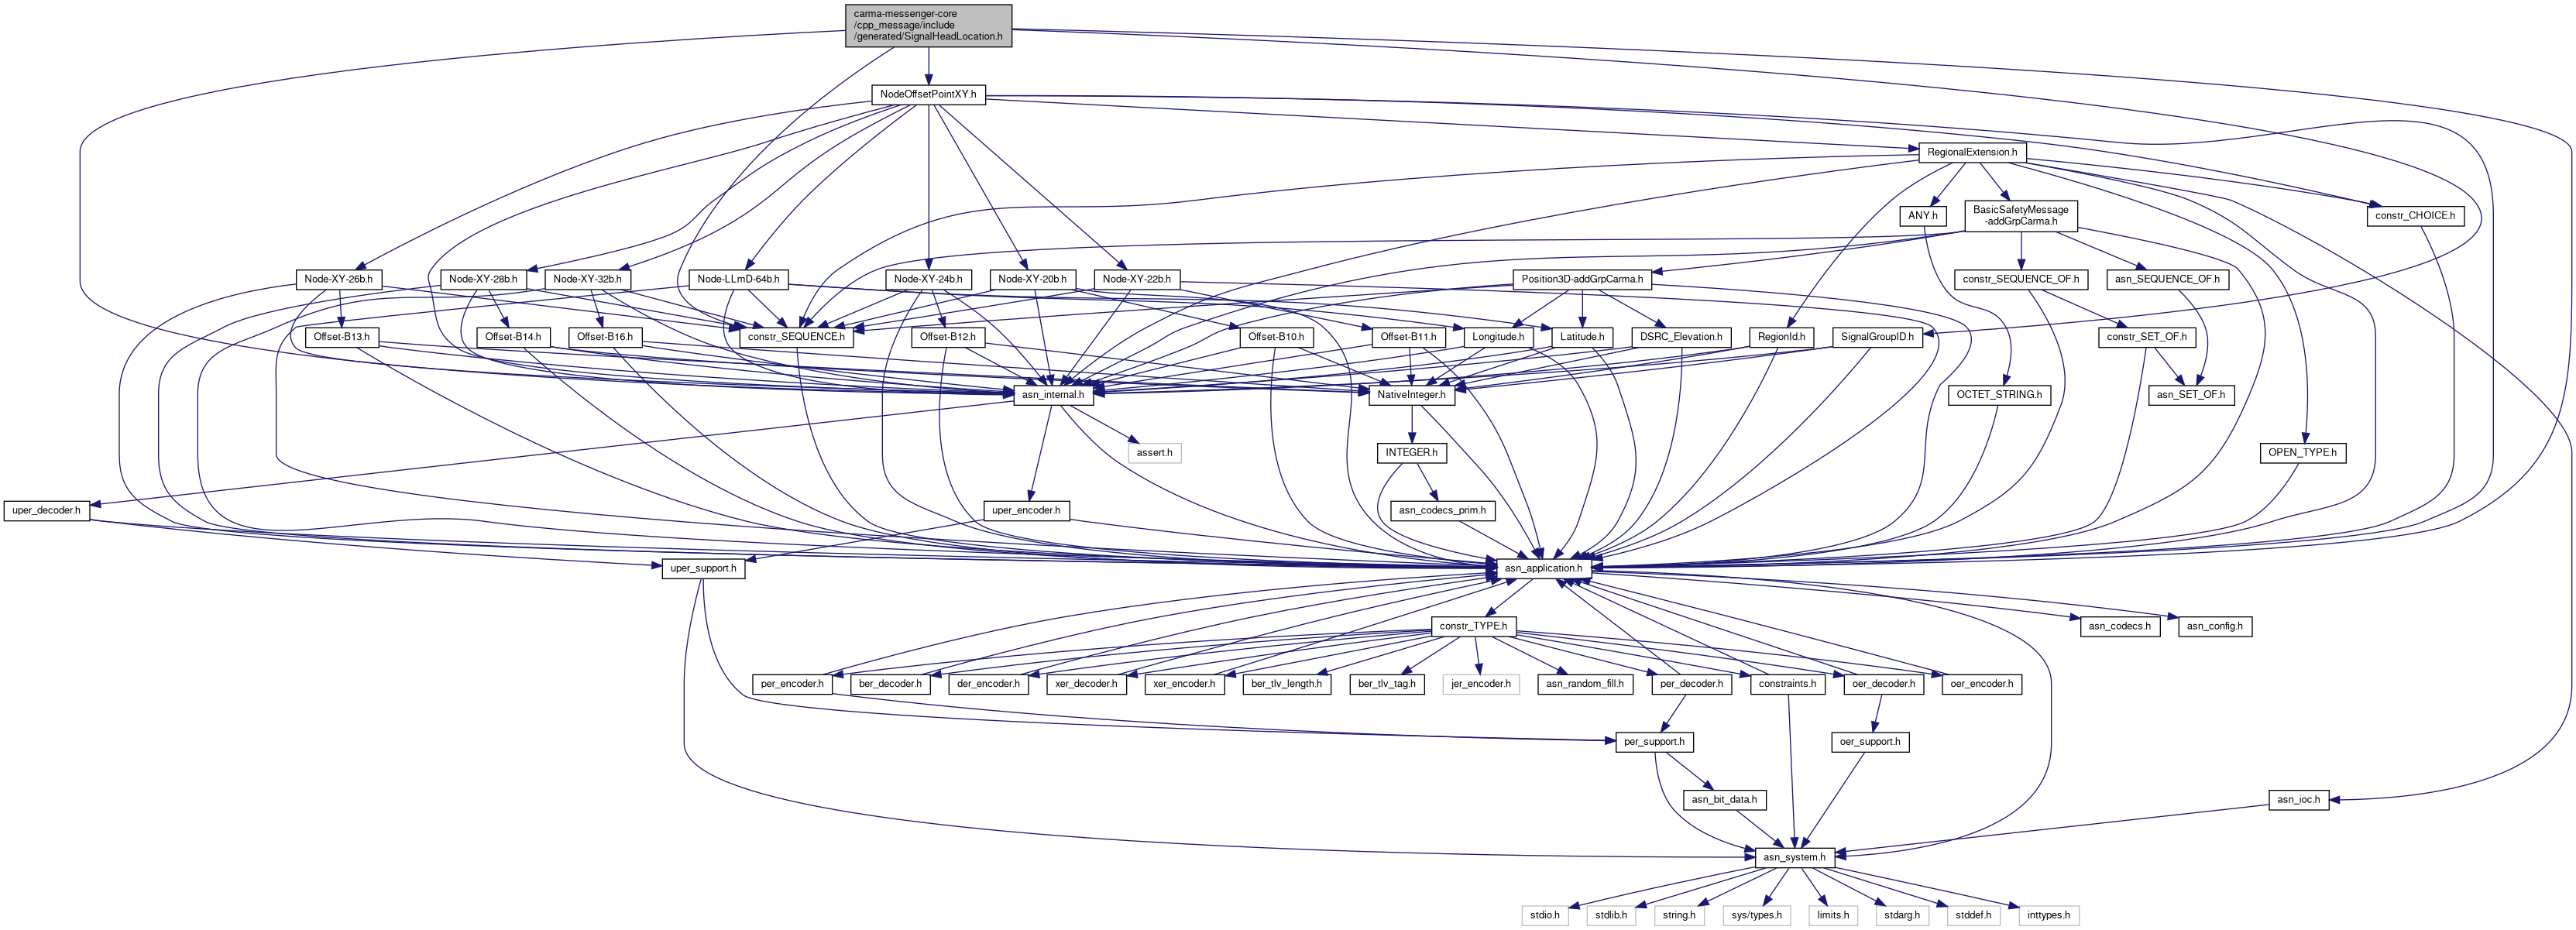 carma-messenger-core
/cpp_message/include
/generated/SignalHeadLocation.h
NodeOffsetPointXY.h
RegionalExtension.h
ANY.h
BasicSafetyMessage
-addGrpCarma.h
constr_CHOICE.h
Node-XY-26b.h
Node-XY-28b.h
Node-XY-32b.h
Node-LLmD-64b.h
Node-XY-24b.h
Node-XY-20b.h
Node-XY-22b.h
Position3D-addGrpCarma.h
constr_SEQUENCE_OF.h
asn_SEQUENCE_OF.h
Offset-B13.h
Offset-B14.h
Offset-B16.h
constr_SEQUENCE.h
Offset-B12.h
Offset-B10.h
Offset-B11.h
Longitude.h
Latitude.h
DSRC_Elevation.h
RegionId.h
SignalGroupID.h
constr_SET_OF.h
asn_internal.h
NativeInteger.h
OCTET_STRING.h
asn_SET_OF.h
assert.h
INTEGER.h
OPEN_TYPE.h
uper_decoder.h
uper_encoder.h
asn_codecs_prim.h
uper_support.h
asn_application.h
constr_TYPE.h
asn_codecs.h
asn_config.h
per_encoder.h
ber_decoder.h
der_encoder.h
xer_decoder.h
xer_encoder.h
ber_tlv_length.h
ber_tlv_tag.h
jer_encoder.h
asn_random_fill.h
per_decoder.h
constraints.h
oer_decoder.h
oer_encoder.h
per_support.h
oer_support.h
asn_bit_data.h
asn_ioc.h
asn_system.h
stdio.h
stdlib.h
string.h
sys/types.h
limits.h
stdarg.h
stddef.h
inttypes.h